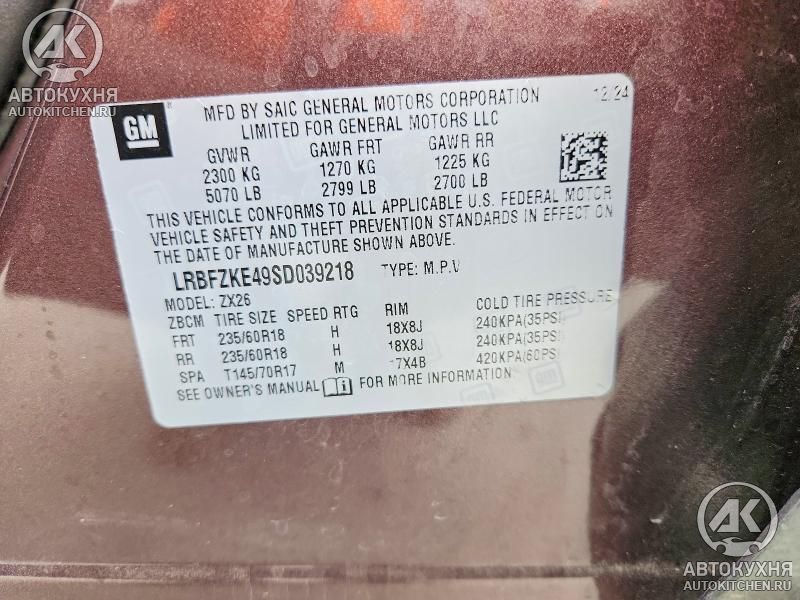 АК
АВТОКУХНЯ
AUTOKITCHEN.RU
GM
MFD BY SAIC GENERAL MOTORS CORPORATION 12/24
LIMITED FOR GENERAL MOTORS LLC
GVWR GAWR FRT GAWR RR
2300 KG 1270 KG 1225 KG
5070 LB 2799 LB 2700 LB
THIS VEHICLE CONFORMS TO ALL APPLICABLE U.S. FEDERAL MOTOR
VEHICLE SAFETY AND THEFT PREVENTION STANDARDS IN EFFECT ON
THE DATE OF MANUFACTURE SHOWN ABOVE.
LRBFZKE49SD039218 TYPE: M.P.V
MODEL: ZX26
ZBCM TIRE SIZE SPEED RTG RIM COLD TIRE PRESSURE
FRT 235/60R18 H 18X8J 240KPA(35PSI)
RR 235/60R18 H 18X8J 240KPA(35PSI)
SPA T145/70R17 M 17X4B 420KPA(60PSI)
SEE OWNER'S MANUAL FOR MORE INFORMATION
АК
АВТОКУХНЯ
AUTOKITCHEN.RU